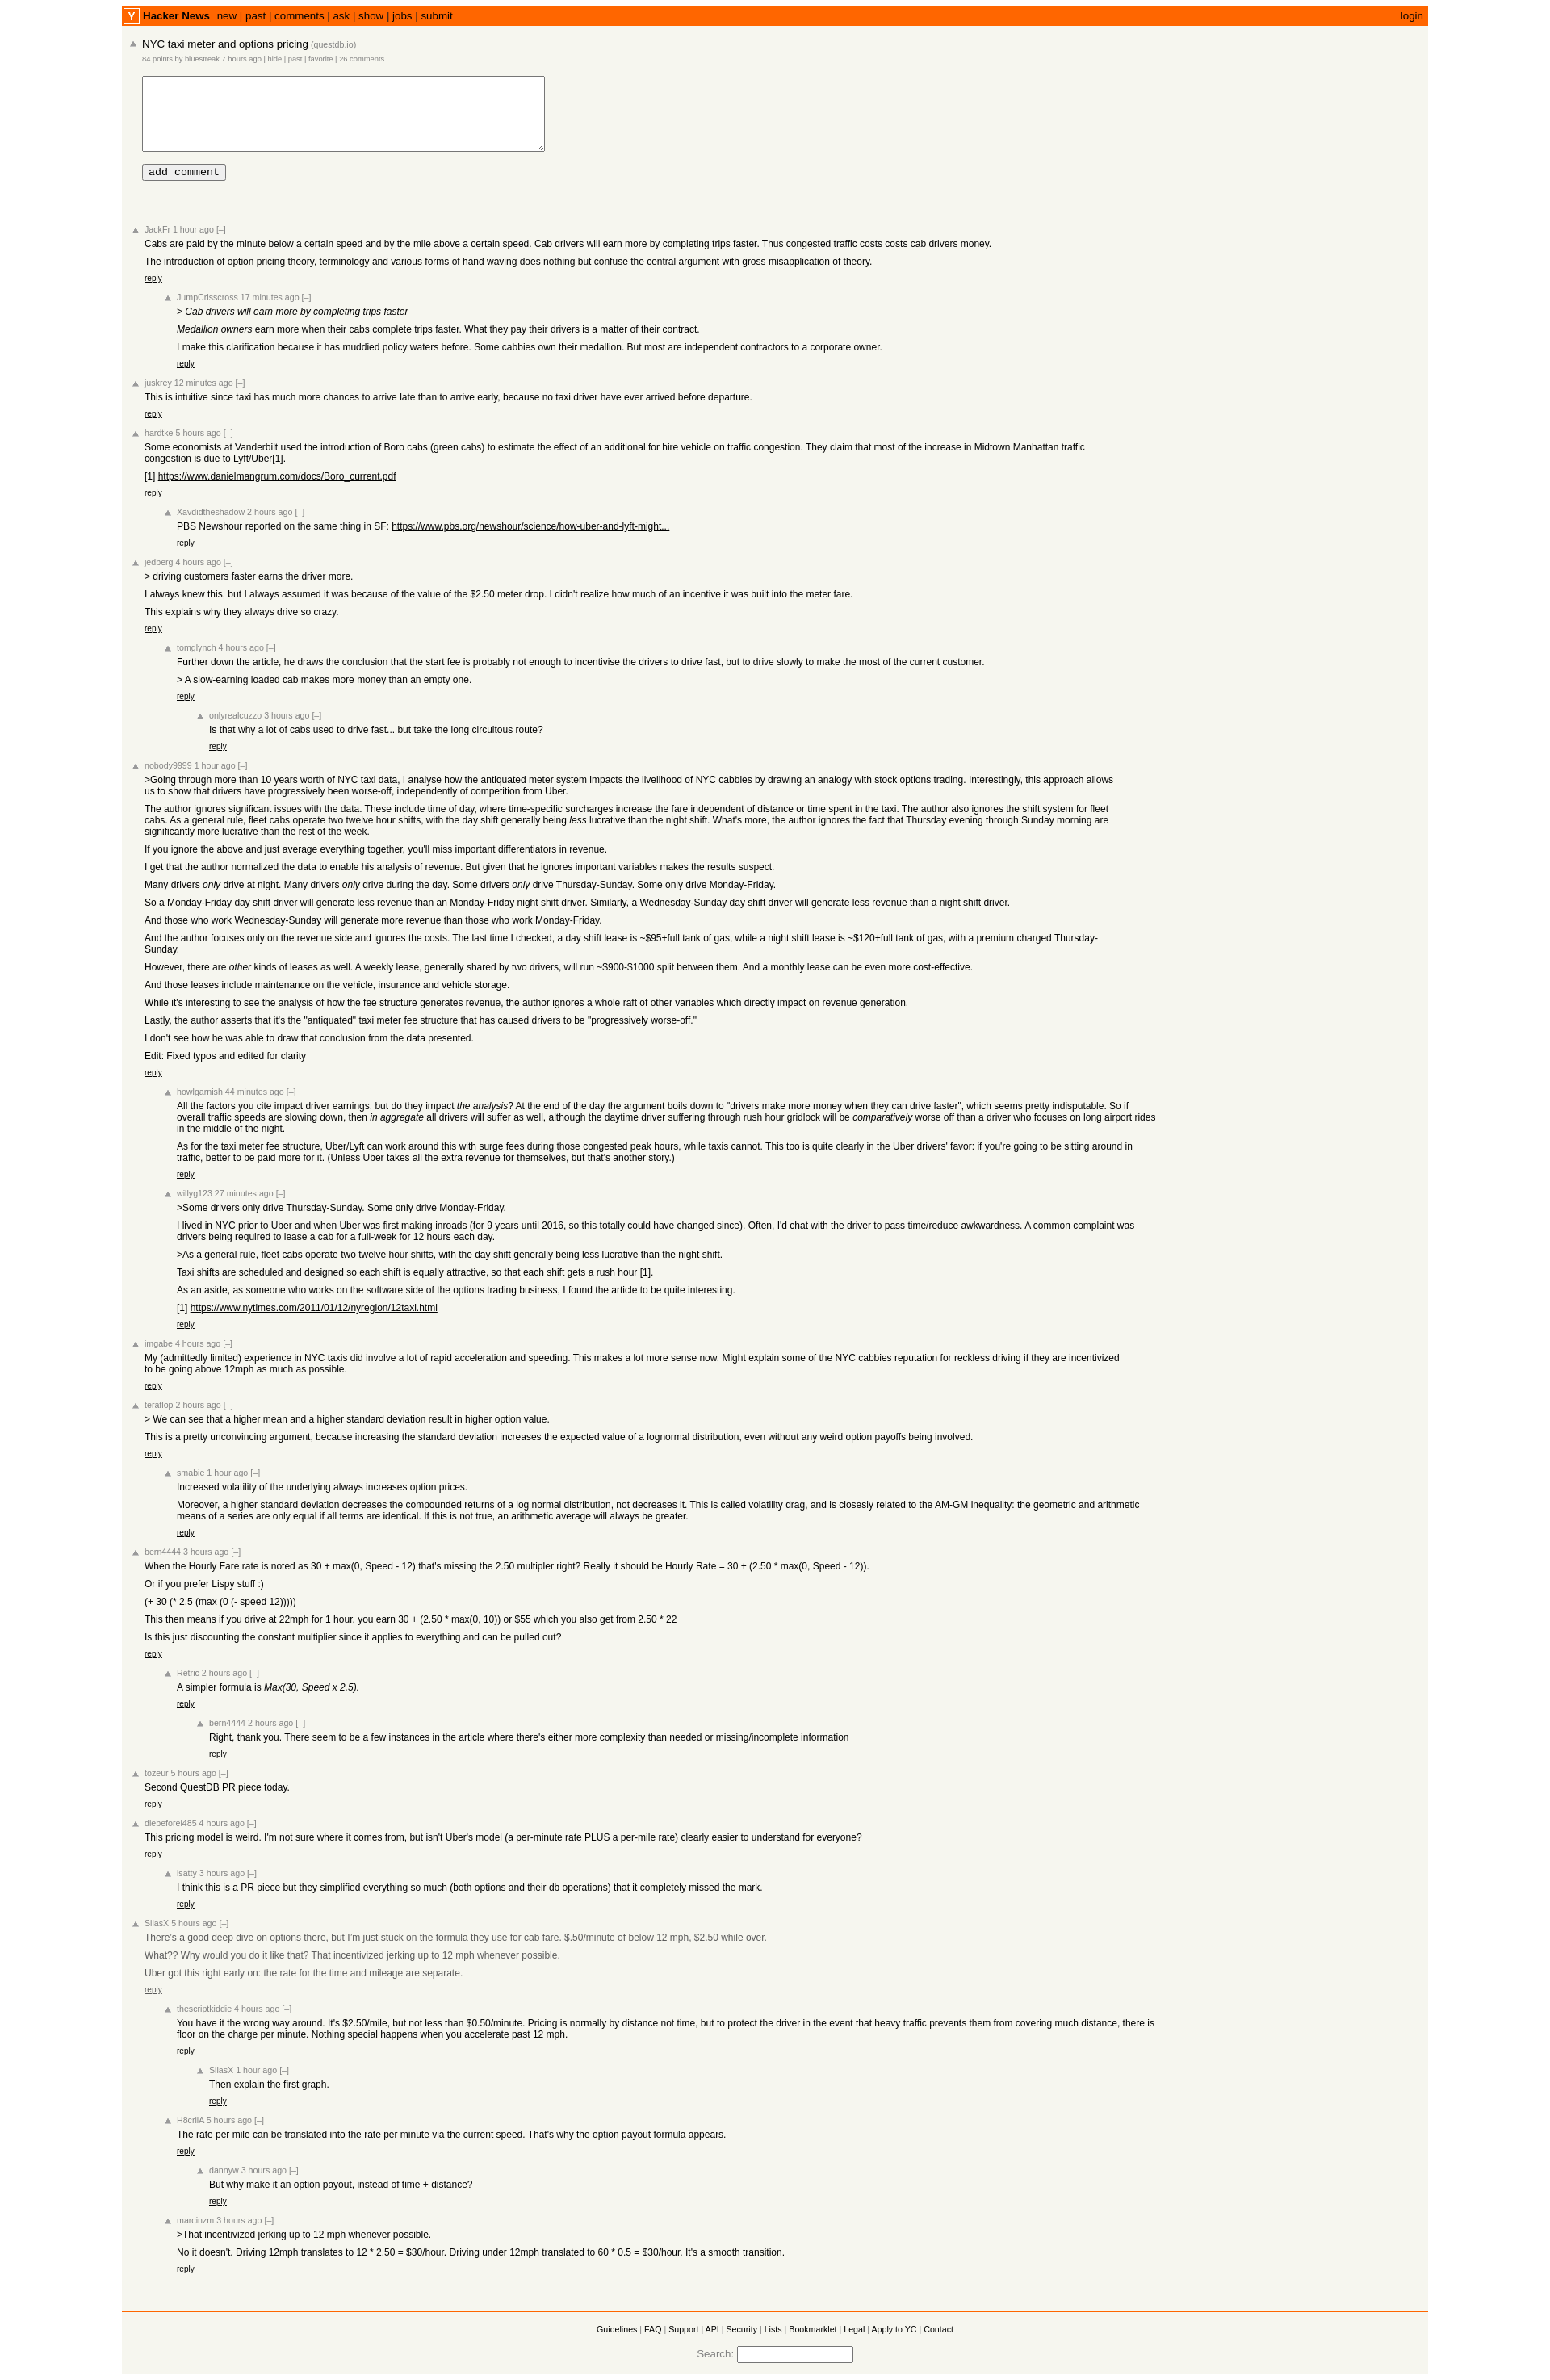 Y Hacker News new | past | comments | ask | show | jobs | submit login
NYC taxi meter and options pricing (questdb.io)
84 points by bluestreak 7 hours ago | hide | past | favorite | 26 comments
add comment
JackFr 1 hour ago [–]
Cabs are paid by the minute below a certain speed and by the mile above a certain speed. Cab drivers will earn more by completing trips faster. Thus congested traffic costs costs cab drivers money.
The introduction of option pricing theory, terminology and various forms of hand waving does nothing but confuse the central argument with gross misapplication of theory.
reply
JumpCrisscross 17 minutes ago [–]
> Cab drivers will earn more by completing trips faster
Medallion owners earn more when their cabs complete trips faster. What they pay their drivers is a matter of their contract.
I make this clarification because it has muddied policy waters before. Some cabbies own their medallion. But most are independent contractors to a corporate owner.
reply
juskrey 12 minutes ago [–]
This is intuitive since taxi has much more chances to arrive late than to arrive early, because no taxi driver have ever arrived before departure.
reply
hardtke 5 hours ago [–]
Some economists at Vanderbilt used the introduction of Boro cabs (green cabs) to estimate the effect of an additional for hire vehicle on traffic congestion. They claim that most of the increase in Midtown Manhattan traffic
congestion is due to Lyft/Uber[1].
[1] https://www.danielmangrum.com/docs/Boro_current.pdf
reply
Xavdidtheshadow 2 hours ago [–]
PBS Newshour reported on the same thing in SF: https://www.pbs.org/newshour/science/how-uber-and-lyft-might...
reply
jedberg 4 hours ago [–]
> driving customers faster earns the driver more.
I always knew this, but I always assumed it was because of the value of the $2.50 meter drop. I didn't realize how much of an incentive it was built into the meter fare.
This explains why they always drive so crazy.
reply
tomglynch 4 hours ago [–]
Further down the article, he draws the conclusion that the start fee is probably not enough to incentivise the drivers to drive fast, but to drive slowly to make the most of the current customer.
> A slow-earning loaded cab makes more money than an empty one.
reply
onlyrealcuzzo 3 hours ago [–]
Is that why a lot of cabs used to drive fast... but take the long circuitous route?
reply
nobody9999 1 hour ago [–]
>Going through more than 10 years worth of NYC taxi data, I analyse how the antiquated meter system impacts the livelihood of NYC cabbies by drawing an analogy with stock options trading. Interestingly, this approach allows
us to show that drivers have progressively been worse-off, independently of competition from Uber.
The author ignores significant issues with the data. These include time of day, where time-specific surcharges increase the fare independent of distance or time spent in the taxi. The author also ignores the shift system for fleet
cabs. As a general rule, fleet cabs operate two twelve hour shifts, with the day shift generally being less lucrative than the night shift. What's more, the author ignores the fact that Thursday evening through Sunday morning are
significantly more lucrative than the rest of the week.
If you ignore the above and just average everything together, you'll miss important differentiators in revenue.
I get that the author normalized the data to enable his analysis of revenue. But given that he ignores important variables makes the results suspect.
Many drivers only drive at night. Many drivers only drive during the day. Some drivers only drive Thursday-Sunday. Some only drive Monday-Friday.
So a Monday-Friday day shift driver will generate less revenue than an Monday-Friday night shift driver. Similarly, a Wednesday-Sunday day shift driver will generate less revenue than a night shift driver.
And those who work Wednesday-Sunday will generate more revenue than those who work Monday-Friday.
And the author focuses only on the revenue side and ignores the costs. The last time I checked, a day shift lease is ~$95+full tank of gas, while a night shift lease is ~$120+full tank of gas, with a premium charged Thursday-
Sunday.
However, there are other kinds of leases as well. A weekly lease, generally shared by two drivers, will run ~$900-$1000 split between them. And a monthly lease can be even more cost-effective.
And those leases include maintenance on the vehicle, insurance and vehicle storage.
While it's interesting to see the analysis of how the fee structure generates revenue, the author ignores a whole raft of other variables which directly impact on revenue generation.
Lastly, the author asserts that it's the "antiquated" taxi meter fee structure that has caused drivers to be "progressively worse-off."
I don't see how he was able to draw that conclusion from the data presented.
Edit: Fixed typos and edited for clarity
reply
howlgarnish 44 minutes ago [–]
All the factors you cite impact driver earnings, but do they impact the analysis? At the end of the day the argument boils down to "drivers make more money when they can drive faster", which seems pretty indisputable. So if
overall traffic speeds are slowing down, then in aggregate all drivers will suffer as well, although the daytime driver suffering through rush hour gridlock will be comparatively worse off than a driver who focuses on long airport rides
in the middle of the night.
As for the taxi meter fee structure, Uber/Lyft can work around this with surge fees during those congested peak hours, while taxis cannot. This too is quite clearly in the Uber drivers' favor: if you're going to be sitting around in
traffic, better to be paid more for it. (Unless Uber takes all the extra revenue for themselves, but that's another story.)
reply
willyg123 27 minutes ago [–]
>Some drivers only drive Thursday-Sunday. Some only drive Monday-Friday.
I lived in NYC prior to Uber and when Uber was first making inroads (for 9 years until 2016, so this totally could have changed since). Often, I'd chat with the driver to pass time/reduce awkwardness. A common complaint was
drivers being required to lease a cab for a full-week for 12 hours each day.
>As a general rule, fleet cabs operate two twelve hour shifts, with the day shift generally being less lucrative than the night shift.
Taxi shifts are scheduled and designed so each shift is equally attractive, so that each shift gets a rush hour [1].
As an aside, as someone who works on the software side of the options trading business, I found the article to be quite interesting.
[1] https://www.nytimes.com/2011/01/12/nyregion/12taxi.html
reply
imgabe 4 hours ago [–]
My (admittedly limited) experience in NYC taxis did involve a lot of rapid acceleration and speeding. This makes a lot more sense now. Might explain some of the NYC cabbies reputation for reckless driving if they are incentivized
to be going above 12mph as much as possible.
reply
teraflop 2 hours ago [–]
> We can see that a higher mean and a higher standard deviation result in higher option value.
This is a pretty unconvincing argument, because increasing the standard deviation increases the expected value of a lognormal distribution, even without any weird option payoffs being involved.
reply
smabie 1 hour ago [–]
Increased volatility of the underlying always increases option prices.
Moreover, a higher standard deviation decreases the compounded returns of a log normal distribution, not decreases it. This is called volatility drag, and is closesly related to the AM-GM inequality: the geometric and arithmetic
means of a series are only equal if all terms are identical. If this is not true, an arithmetic average will always be greater.
reply
bern4444 3 hours ago [–]
When the Hourly Fare rate is noted as 30 + max(0, Speed - 12) that's missing the 2.50 multipler right? Really it should be Hourly Rate = 30 + (2.50 * max(0, Speed - 12)).
Or if you prefer Lispy stuff :)
(+ 30 (* 2.5 (max (0 (- speed 12)))))
This then means if you drive at 22mph for 1 hour, you earn 30 + (2.50 * max(0, 10)) or $55 which you also get from 2.50 * 22
Is this just discounting the constant multiplier since it applies to everything and can be pulled out?
reply
Retric 2 hours ago [–]
A simpler formula is Max(30, Speed x 2.5).
reply
bern4444 2 hours ago [–]
Right, thank you. There seem to be a few instances in the article where there's either more complexity than needed or missing/incomplete information
reply
tozeur 5 hours ago [–]
Second QuestDB PR piece today.
reply
diebeforei485 4 hours ago [–]
This pricing model is weird. I'm not sure where it comes from, but isn't Uber's model (a per-minute rate PLUS a per-mile rate) clearly easier to understand for everyone?
reply
isatty 3 hours ago [–]
I think this is a PR piece but they simplified everything so much (both options and their db operations) that it completely missed the mark.
reply
SilasX 5 hours ago [–]
There's a good deep dive on options there, but I'm just stuck on the formula they use for cab fare. $.50/minute of below 12 mph, $2.50 while over.
What?? Why would you do it like that? That incentivized jerking up to 12 mph whenever possible.
Uber got this right early on: the rate for the time and mileage are separate.
reply
thescriptkiddie 4 hours ago [–]
You have it the wrong way around. It's $2.50/mile, but not less than $0.50/minute. Pricing is normally by distance not time, but to protect the driver in the event that heavy traffic prevents them from covering much distance, there is
floor on the charge per minute. Nothing special happens when you accelerate past 12 mph.
reply
SilasX 1 hour ago [–]
Then explain the first graph.
reply
H8crilA 5 hours ago [–]
The rate per mile can be translated into the rate per minute via the current speed. That's why the option payout formula appears.
reply
dannyw 3 hours ago [–]
But why make it an option payout, instead of time + distance?
reply
marcinzm 3 hours ago [–]
>That incentivized jerking up to 12 mph whenever possible.
No it doesn't. Driving 12mph translates to 12 * 2.50 = $30/hour. Driving under 12mph translated to 60 * 0.5 = $30/hour. It's a smooth transition.
reply
Guidelines | FAQ | Support | API | Security | Lists | Bookmarklet | Legal | Apply to YC | Contact
Search: